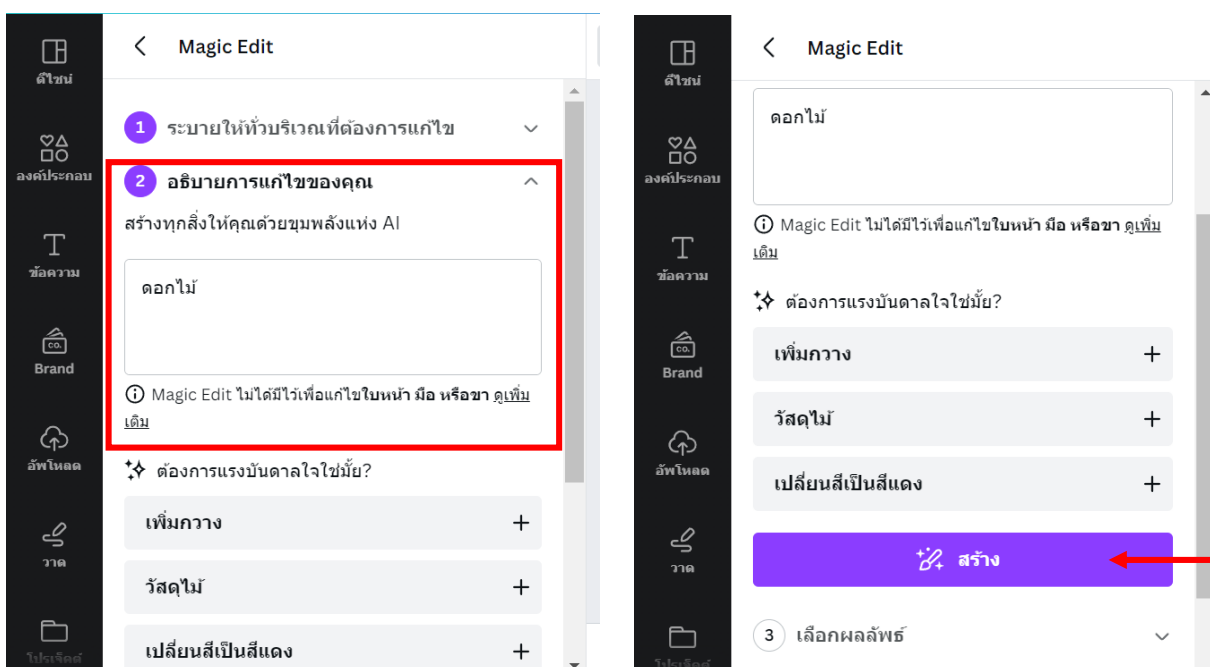 ดีไซน์
องค์ประกอบ
ข้อความ
Brand
อัพโหลด
วาด
โปรเจ็คต์
Magic Edit
1 ระบายให้ทั่วบริเวณที่ต้องการแก้ไข
2 อธิบายการแก้ไขของคุณ
สร้างทุกสิ่งให้คุณด้วยขุมพลังแห่ง AI
ดอกไม้
Magic Edit ไม่ได้มีไว้เพื่อแก้ไขใบหน้า มือ หรือขา ดูเพิ่ม
เติม
ต้องการแรงบันดาลใจใช่มั้ย?
เพิ่มกวาง
วัสดุไม้
เปลี่ยนสีเป็นสีแดง
ดีไซน์
องค์ประกอบ
ข้อความ
CO.
Brand
อัพโหลด
วาด
โปรเจ็คต์
Magic Edit
ดอกไม้
Magic Edit ไม่ได้มีไว้เพื่อแก้ไขใบหน้า มือ หรือขา ดูเพิ่ม
เติม
ต้องการแรงบันดาลใจใช่มั้ย?
เพิ่มกวาง
วัสดุไม้
เปลี่ยนสีเป็นสีแดง
สร้าง
3 เลือกผลลัพธ์